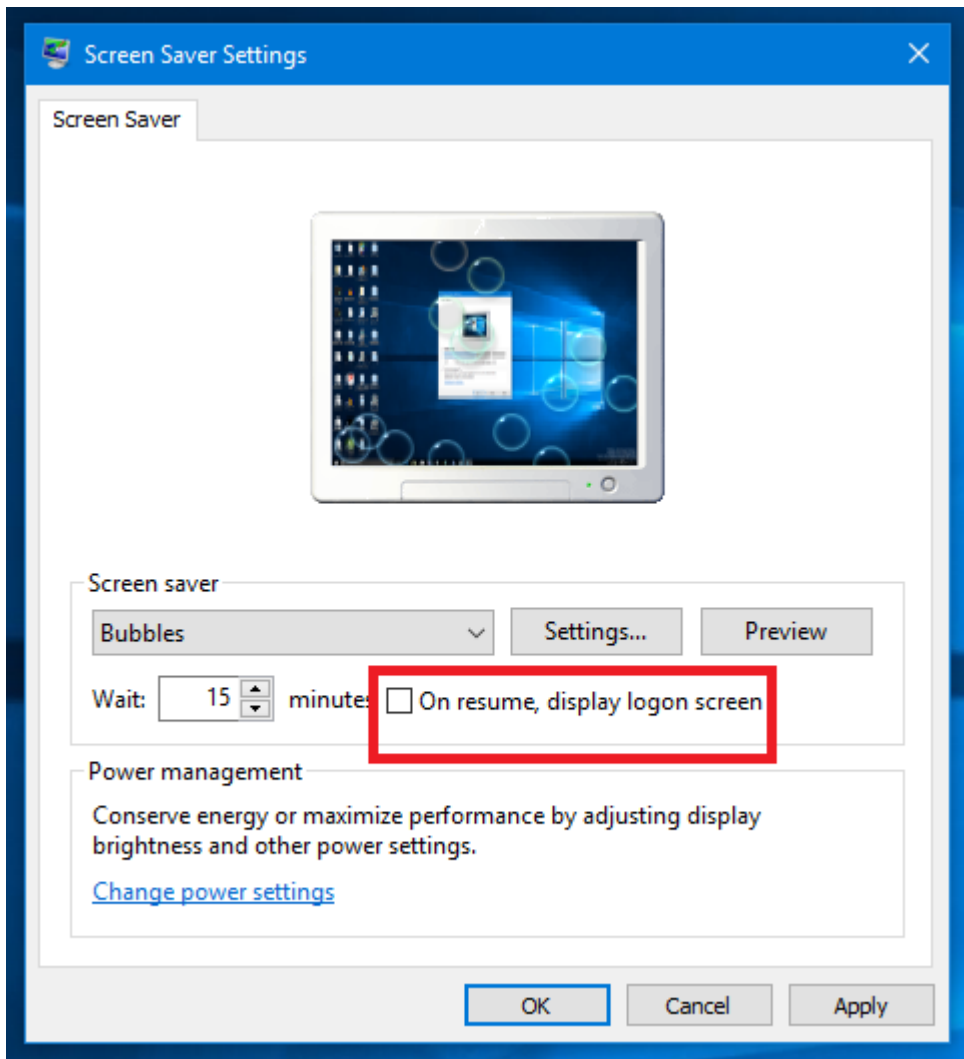 Screen Saver Settings
Screen Saver
Screen saver
Bubbles
Settings...
Preview
Wait: 15 minutes
On resume, display logon screen
Power management
Conserve energy or maximize performance by adjusting display
brightness and other power settings.
Change power settings
OK
Cancel
Apply